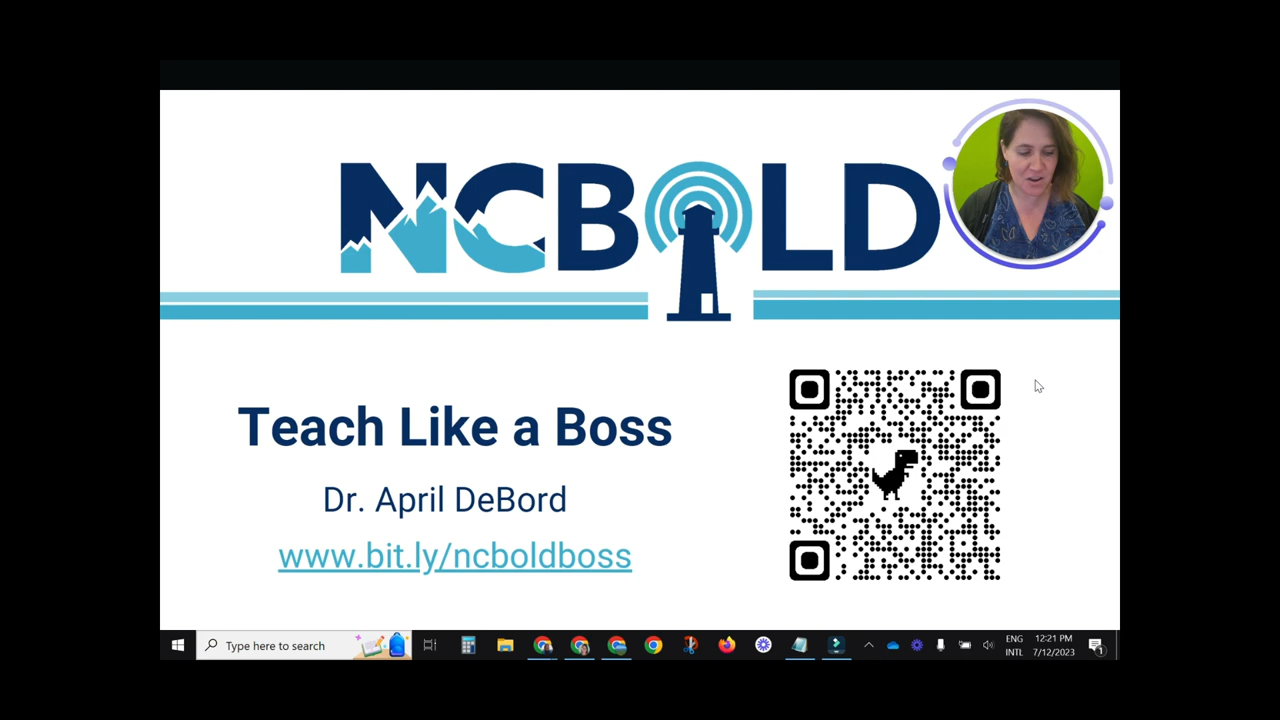 NCBOLD
Teach Like a Boss
Dr. April DeBord
www.bit.ly/ncboldboss
Type here to search
ENG
INTL
12:21 PM
7/12/2023
1